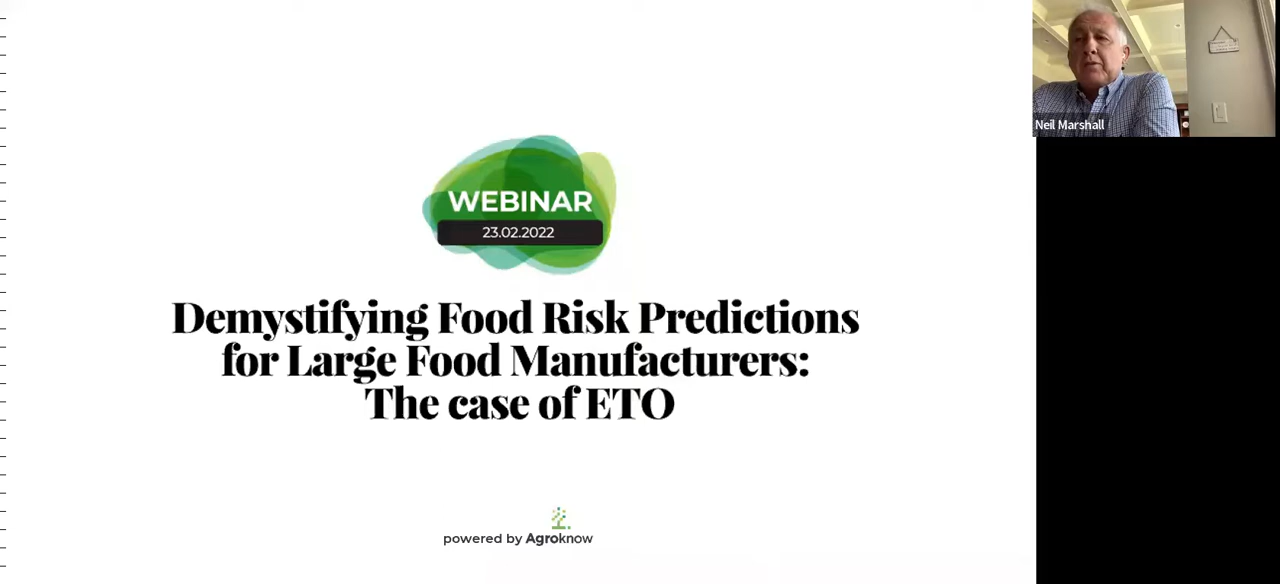 WEBINAR
23.02.2022
Demystifying Food Risk Predictions
for Large Food Manufacturers:
The case of ETO
powered by Agroknow
Neil Marshall